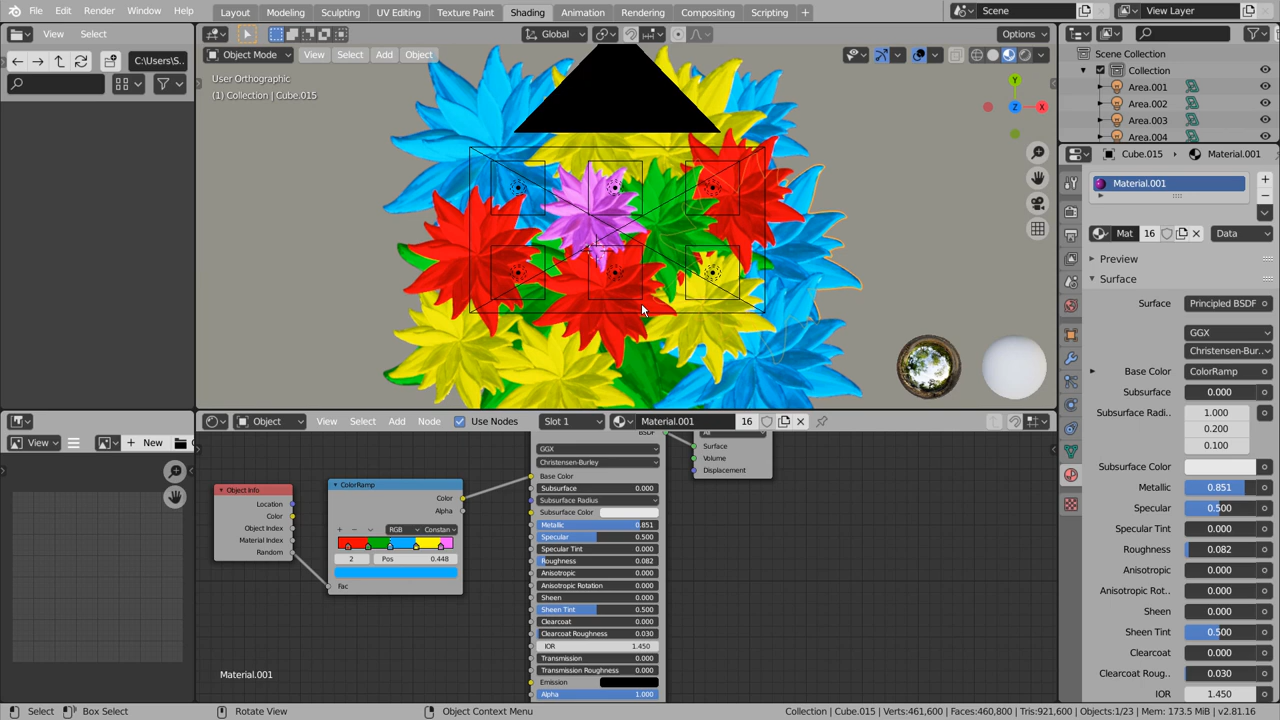 File Edit Render Window Help Layout Modeling Sculpting UV Editing Texture Paint Shading Animation Rendering Compositing Scripting + Scene View Layer
View Select Global Options
C:\Users\S..
Object Mode View Select Add Object
User Orthographic
(1) Collection | Cube.015
Y
Z X
Scene Collection
Collection
Area.001
Area.002
Area.003
Area.004
Cube.015 Material.001
Material.001
Mat 16 Data
Preview
Surface
Surface Principled BSDF
GGX
Christensen-Bur..
Base Color ColorRamp
Subsurface 0.000
Subsurface Radi.. 1.000
0.200
0.100
Subsurface Color
Metallic 0.851
Specular 0.500
Specular Tint 0.000
Roughness 0.082
Anisotropic 0.000
Anisotropic Rot.. 0.000
Sheen 0.000
Sheen Tint 0.500
Clearcoat 0.000
Clearcoat Roug.. 0.030
IOR 1.450
View New
Object View Select Add Node Use Nodes Slot 1 Material.001 16
Object Info
Location
Color
Object Index
Material Index
Random
ColorRamp
Color
Alpha
RGB Constan
2 Pos 0.448
Fac
BSDF
GGX
Christensen-Burley
Base Color
Subsurface 0.000
Subsurface Radius
Subsurface Color
Metallic 0.851
Specular 0.500
Specular Tint 0.000
Roughness 0.082
Anisotropic 0.000
Anisotropic Rotation 0.000
Sheen 0.000
Sheen Tint 0.500
Clearcoat 0.000
Clearcoat Roughness 0.030
IOR 1.450
Transmission 0.000
Transmission Roughness 0.000
Emission
Alpha 1.000
Surface
Volume
Displacement
Material.001
Select Box Select Rotate View Object Context Menu Collection | Cube.015 | Verts:461,600 | Faces:460,800 | Tris:921,600 | Objects:1/23 | Mem: 173.5 MiB | v2.81.16